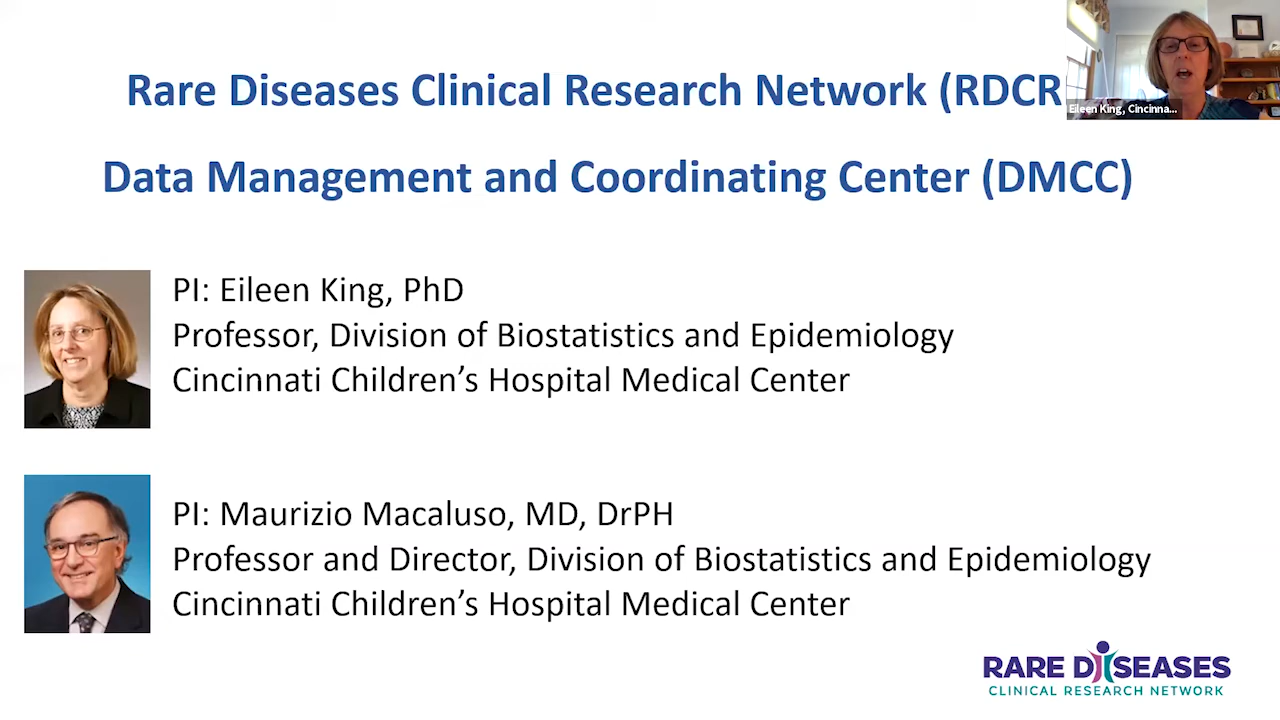 Rare Diseases Clinical Research Network (RDCR
Eileen King, Cincinna...
Data Management and Coordinating Center (DMCC)
PI: Eileen King, PhD
Professor, Division of Biostatistics and Epidemiology
Cincinnati Children’s Hospital Medical Center
PI: Maurizio Macaluso, MD, DrPH
Professor and Director, Division of Biostatistics and Epidemiology
Cincinnati Children’s Hospital Medical Center
RARE DISEASES
CLINICAL RESEARCH NETWORK